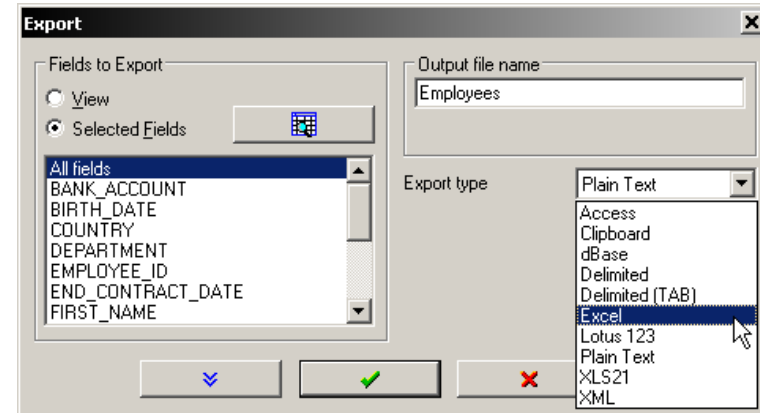 Export
Fields to Export
View
Selected Fields
All fields
BANK_ACCOUNT
BIRTH_DATE
COUNTRY
DEPARTMENT
EMPLOYEE_ID
END_CONTRACT_DATE
FIRST_NAME
Output file name
Employees
Export type
Plain Text
Access
Clipboard
dBase
Delimited
Delimited (TAB)
Excel
Lotus 123
Plain Text
XLS21
XML